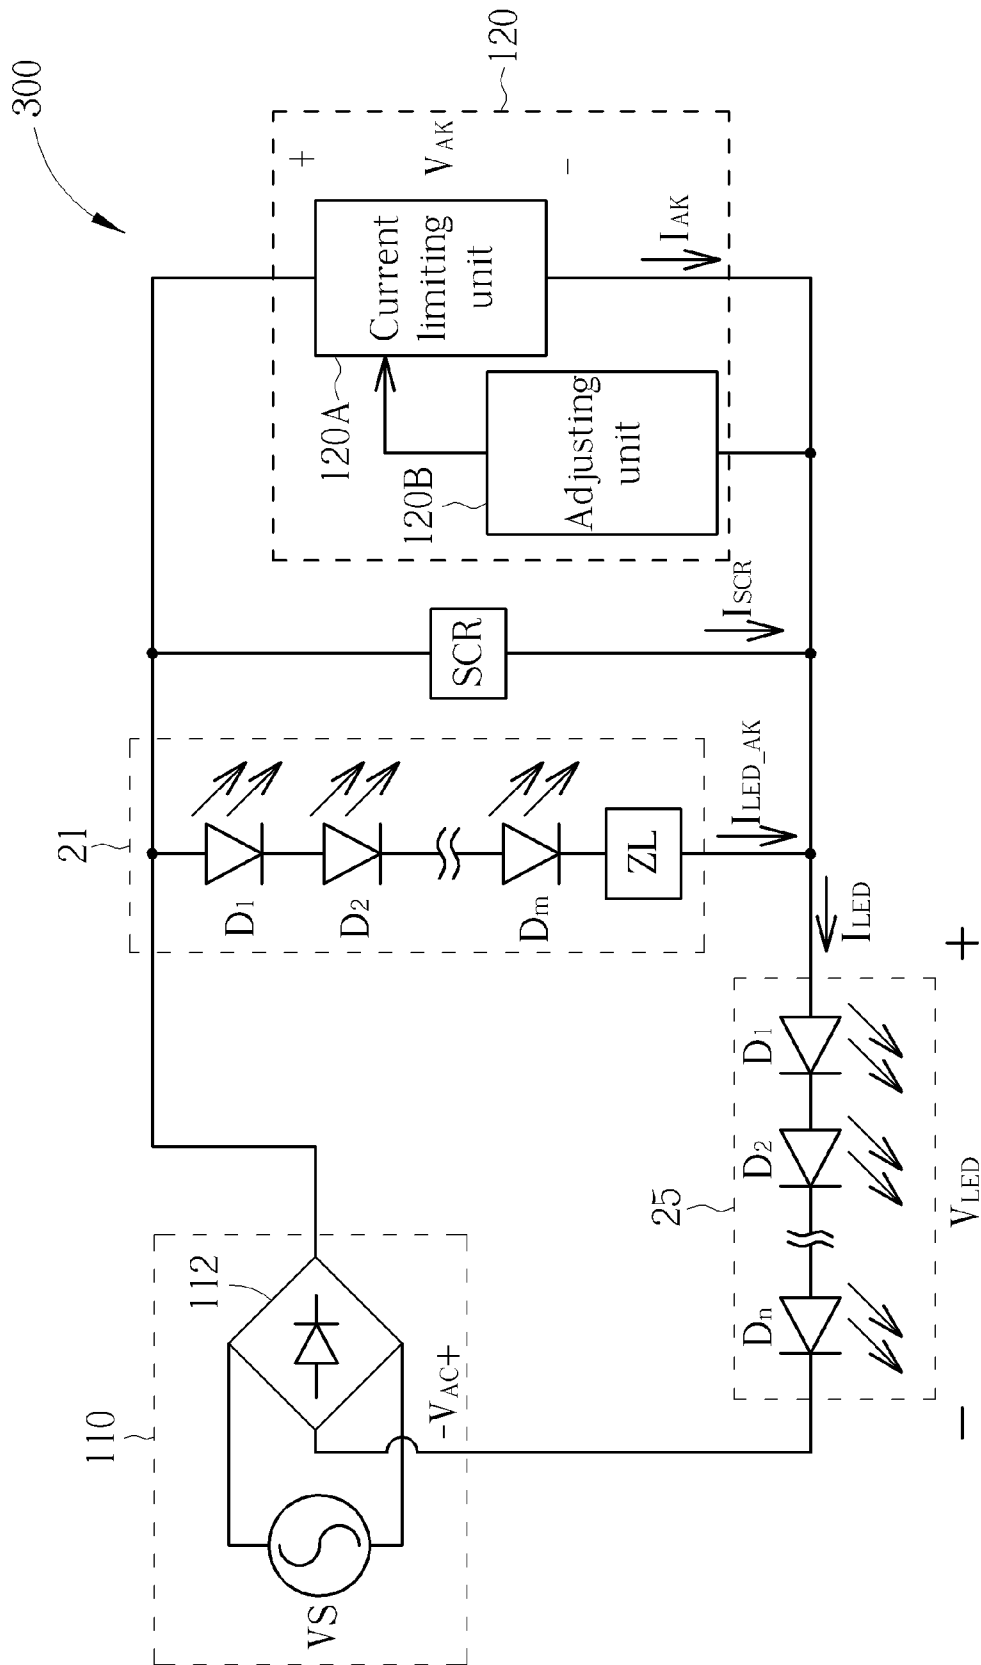 300
110
VS
112
-VAC+
21
D1
D2
Dm
ZL
ILED_AK
SCR
ISCR
120
120A
Current
limiting
unit
120B
Adjusting
unit
+
VAK
-
IAK
ILED
25
D1
D2
Dn
+
VLED
-